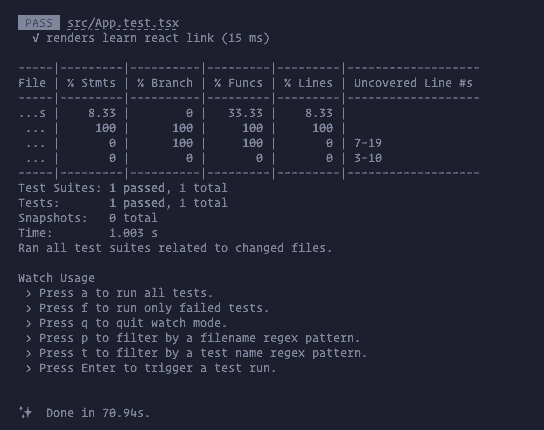 PASS src/App.test.tsx
√ renders learn react link (15 ms)
-----|---------|----------|---------|---------|-------------------
File | % Stmts | % Branch | % Funcs | % Lines | Uncovered Line #s
-----|---------|----------|---------|---------|-------------------
...s | 8.33 | 0 | 33.33 | 8.33 |
... | 100 | 100 | 100 | 100 |
... | 0 | 100 | 100 | 0 | 7-19
... | 0 | 0 | 0 | 0 | 3-10
-----|---------|----------|---------|---------|-------------------
Test Suites: 1 passed, 1 total
Tests: 1 passed, 1 total
Snapshots: 0 total
Time: 1.003 s
Ran all test suites related to changed files.
Watch Usage
› Press a to run all tests.
› Press f to run only failed tests.
› Press q to quit watch mode.
› Press p to filter by a filename regex pattern.
› Press t to filter by a test name regex pattern.
› Press Enter to trigger a test run.
✨ Done in 70.94s.